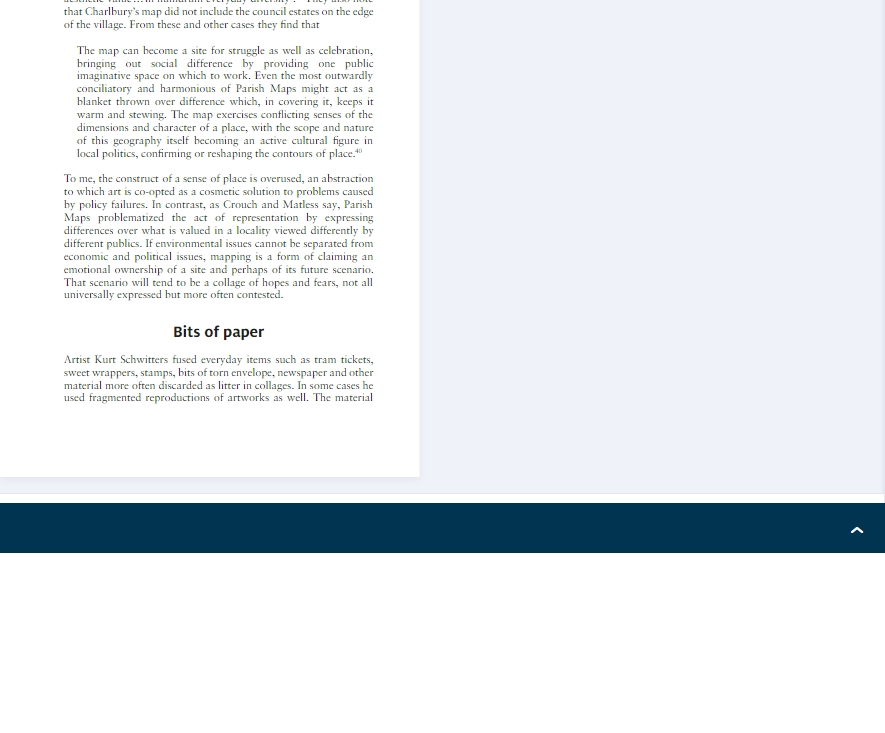 that Charlbury's map did not include the council estates on the edge
of the village. From these and other cases they find that
The map can become a site for struggle as well as celebration,
bringing out social difference by providing one public
imaginative space on which to work. Even the most outwardly
conciliatory and harmonious of Parish Maps might act as a
blanket thrown over difference which, in covering it, keeps it
warm and stewing. The map exercises conflicting senses of the
dimensions and character of a place, with the scope and nature
of this geography itself becoming an active cultural figure in
local politics, confirming or reshaping the contours of place.⁴⁰
To me, the construct of a sense of place is overused, an abstraction
to which art is co-opted as a cosmetic solution to problems caused
by policy failures. In contrast, as Crouch and Matless say, Parish
Maps problematized the act of representation by expressing
differences over what is valued in a locality viewed differently by
different publics. If environmental issues cannot be separated from
economic and political issues, mapping is a form of claiming an
emotional ownership of a site and perhaps of its future scenario.
That scenario will tend to be a collage of hopes and fears, not all
universally expressed but more often contested.
Bits of paper
Artist Kurt Schwitters fused everyday items such as tram tickets,
sweet wrappers, stamps, bits of torn envelope, newspaper and other
material more often discarded as litter in collages. In some cases he
used fragmented reproductions of artworks as well. The material